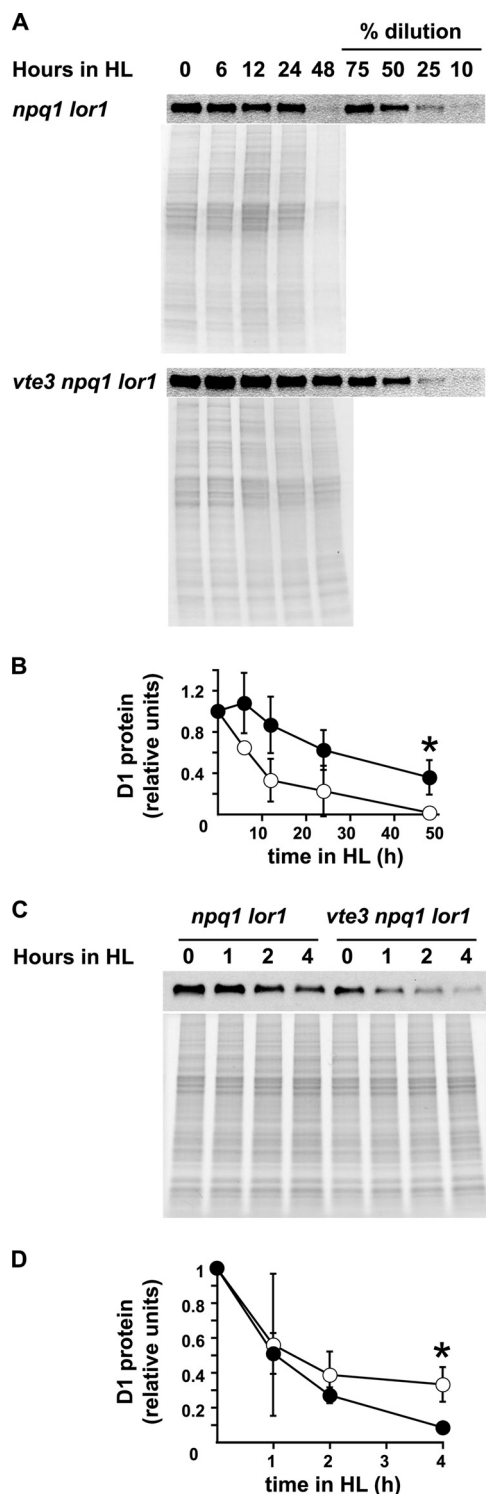 A
% dilution
Hours in HL 0 6 12 24 48 75 50 25 10
npq1 lor1
vte3 npq1 lor1
B
D1 protein
(relative units)
1.2
0.8
0.4
0
10 20 30 40 50
*
time in HL (h)
C
npq1 lor1 vte3 npq1 lor1
Hours in HL 0 1 2 4 0 1 2 4
D
D1 protein
(relative units)
1
0.8
0.6
0.4
0.2
0
1 2 3 4
*
time in HL (h)